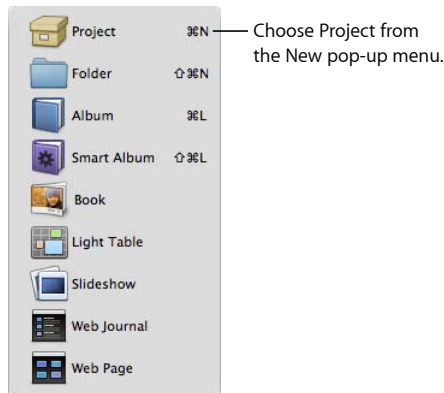 Project ⌘N
Choose Project from
the New pop-up menu.
Folder ⇧⌘N
Album ⌘L
Smart Album ⇧⌘L
Book
Light Table
Slideshow
Web Journal
Web Page